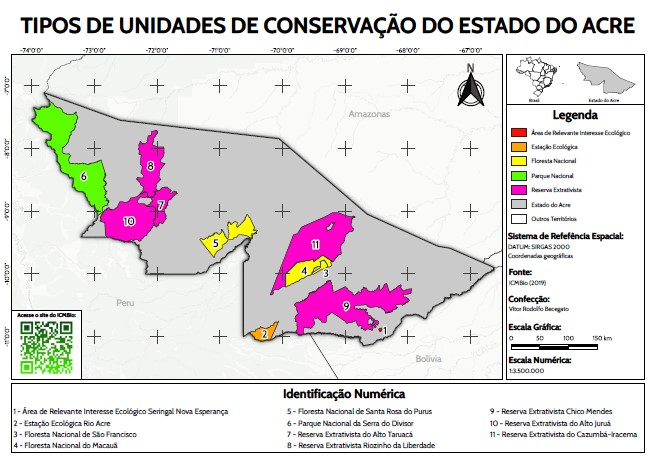 TIPOS DE UNIDADES DE CONSERVAÇÃO DO ESTADO DO ACRE
-74°0'0" -73°0'0" -72°0'0" -71°0'0" -70°0'0" -69°0'0" -68°0'0" -67°0'0"
-7°0'0"
-8°0'0"
-9°0'0"
-10°0'0"
-11°0'0"
N
Amazonas
Peru
Bolívia
6
8
7
10
5
11
4
3
9
2
1
Acesse o site do ICMBio:
Brasil
Estado do Acre
Legenda
Área de Relevante Interesse Ecológico
Estação Ecológica
Floresta Nacional
Parque Nacional
Reserva Extrativista
Estado do Acre
Outros Territórios
Sistema de Referência Espacial:
DATUM: SIRGAS 2000
Coordenadas geográficas
Fonte:
ICMBio (2019)
Confecção:
Vitor Rodolfo Becegato
Escala Gráfica:
0 50 100 150 km
Escala Numérica:
1:3.500.000
Identificação Numérica
1 - Área de Relevante Interesse Ecológico Seringal Nova Esperança
2 - Estação Ecológica Rio Acre
3 - Floresta Nacional de São Francisco
4 - Floresta Nacional do Macauã
5 - Floresta Nacional de Santa Rosa do Purus
6 - Parque Nacional da Serra do Divisor
7 - Reserva Extrativista do Alto Tarauacá
8 - Reserva Extrativista Riozinho da Liberdade
9 - Reserva Extrativista Chico Mendes
10 - Reserva Extrativista do Alto Juruá
11 - Reserva Extrativista do Cazumbá-Iracema